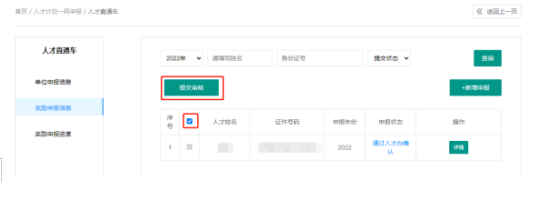 首页 / 人才计划一网申报 / 人才直通车
《 返回上一页
人才直通车
单位申报信息
奖励申报信息
奖励申报进度
2022年 请填写姓名 身份证号 提交状态 查询
提交审核 +新增申报
序号 人才姓名 证件号码 申报年份 申报状态 操作
1 2022 通过人才办确认 详情